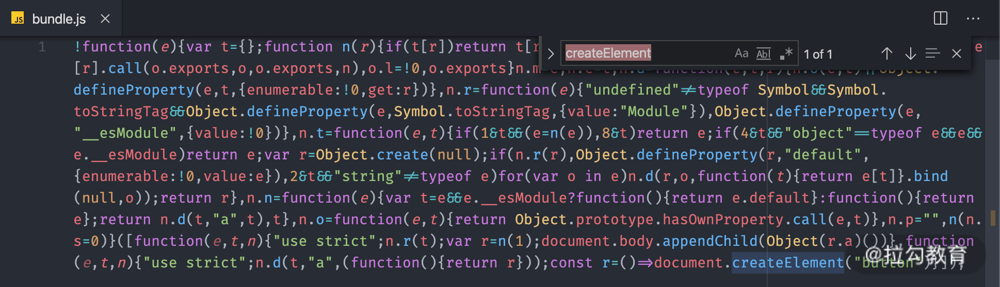 JS bundle.js ×
createElement Aa Abl .* 1 of 1
1 !function(e){var t={};function n(r){if(t[r])return t[r e
[r].call(o.exports,o,o.exports,n),o.l=!0,o.exports}n.m=e,n.c=t,n.d=function(e,t,r){n.o(e,t)||Object.
defineProperty(e,t,{enumerable:!0,get:r})},n.r=function(e){"undefined"!=typeof Symbol&&Symbol.
toStringTag&&Object.defineProperty(e,Symbol.toStringTag,{value:"Module"}),Object.defineProperty(e,
"__esModule",{value:!0})},n.t=function(e,t){if(1&t&&(e=n(e)),8&t)return e;if(4&t&&"object"==typeof e&&e&&
e.__esModule)return e;var r=Object.create(null);if(n.r(r),Object.defineProperty(r,"default",
{enumerable:!0,value:e}),2&t&&"string"!=typeof e)for(var o in e)n.d(r,o,function(t){return e[t]}.bind
(null,o));return r},n.n=function(e){var t=e&&e.__esModule?function(){return e.default}:function(){return
e};return n.d(t,"a",t),t},n.o=function(e,t){return Object.prototype.hasOwnProperty.call(e,t)},n.p="",n(n.
s=0)}([function(e,t,n){"use strict";n.r(t);var r=n(1);document.body.appendChild(Object(r.a)())},function
(e,t,n){"use strict";n.d(t,"a",(function(){return r}));const r=()=>document.createElement("button")}]);
@拉勾教育